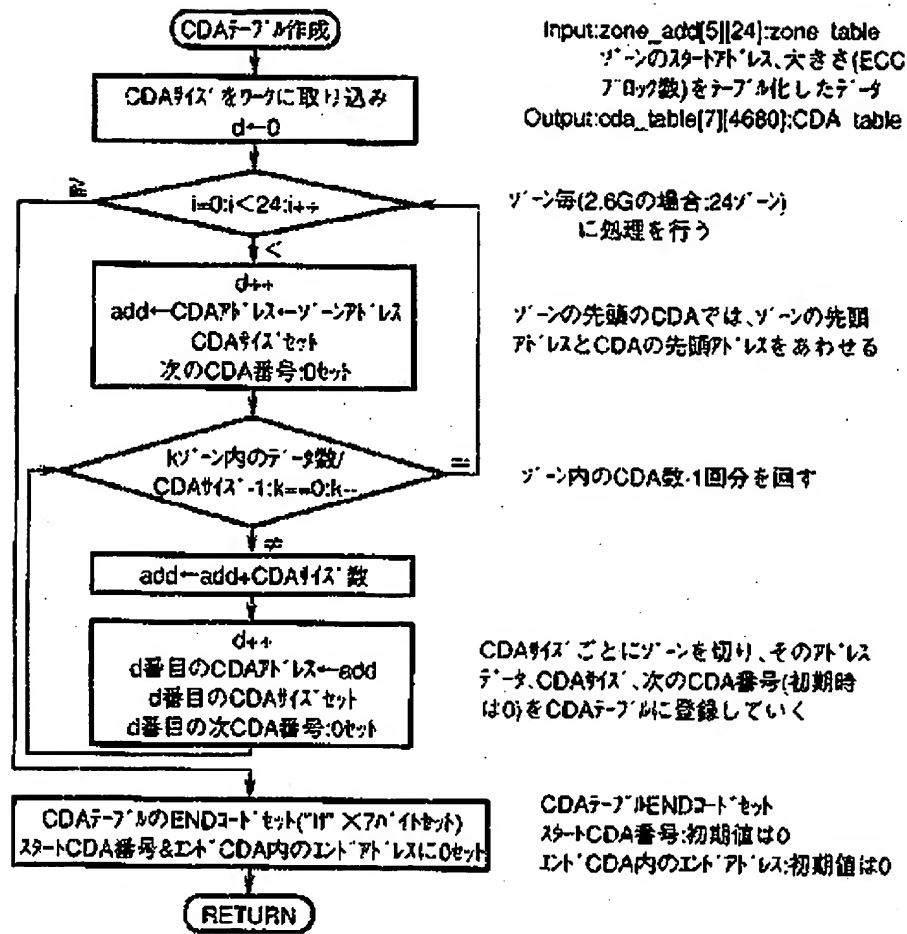 CDAテーブル作成
Input:zone_add[5][24]:zone table
ゾーンのスタートアドレス、大きさ(ECC
ブロック数)をテーブル化したデータ
Output:cda_table[7][4680]:CDA table
CDAサイズをワークに取り込み
d←0
i=0:i<24:i++
ゾーン毎(2.6Gの場合:24ゾーン)
に処理を行う
<
d++
add←CDAアドレス←ゾーンアドレス
CDAサイズセット
次のCDA番号:0セット
ゾーンの先頭のCDAでは、ゾーンの先頭
アドレスとCDAの先頭アドレスをあわせる
kゾーン内のデータ数/
CDAサイズ-1:k==0:k--
=
ゾーン内のCDA数-1回分を回す
≠
add←add+CDAサイズ数
d++
d番目のCDAアドレス←add
d番目のCDAサイズセット
d番目の次CDA番号:0セット
CDAサイズごとにゾーンを切り、そのアドレス
データ、CDAサイズ、次のCDA番号(初期時
は0)をCDAテーブルに登録していく
CDAテーブルのENDコードセット("ff"×7バイトセット)
スタートCDA番号&エンドCDA内のエンドアドレスに0セット
CDAテーブルENDコードセット
スタートCDA番号:初期値は0
エンドCDA内のエンドアドレス:初期値は0
RETURN